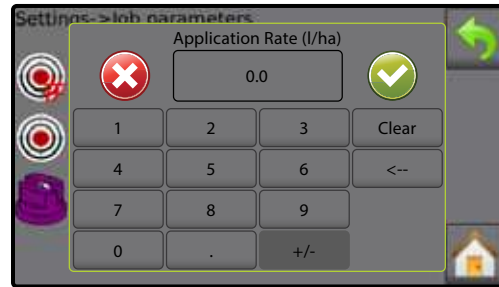 Settings->Job parameters
Application Rate (l/ha)
0.0
1 2 3 Clear
4 5 6 <--
7 8 9
0 . +/-